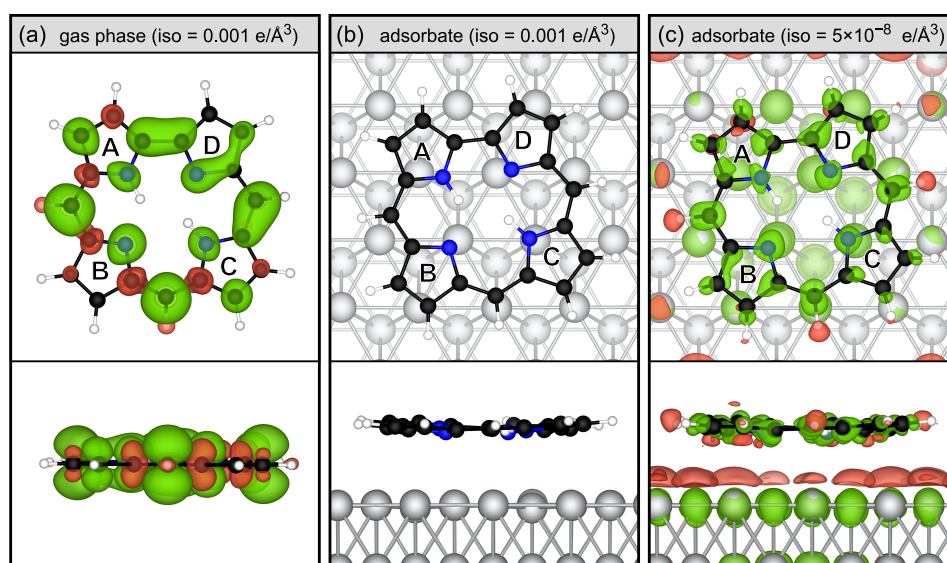 (a) gas phase (iso = 0.001 e/Å³)
(b) adsorbate (iso = 0.001 e/Å³)
(c) adsorbate (iso = 5×10⁻⁸ e/Å³)
A D
B C
A D
B C
A D
B C